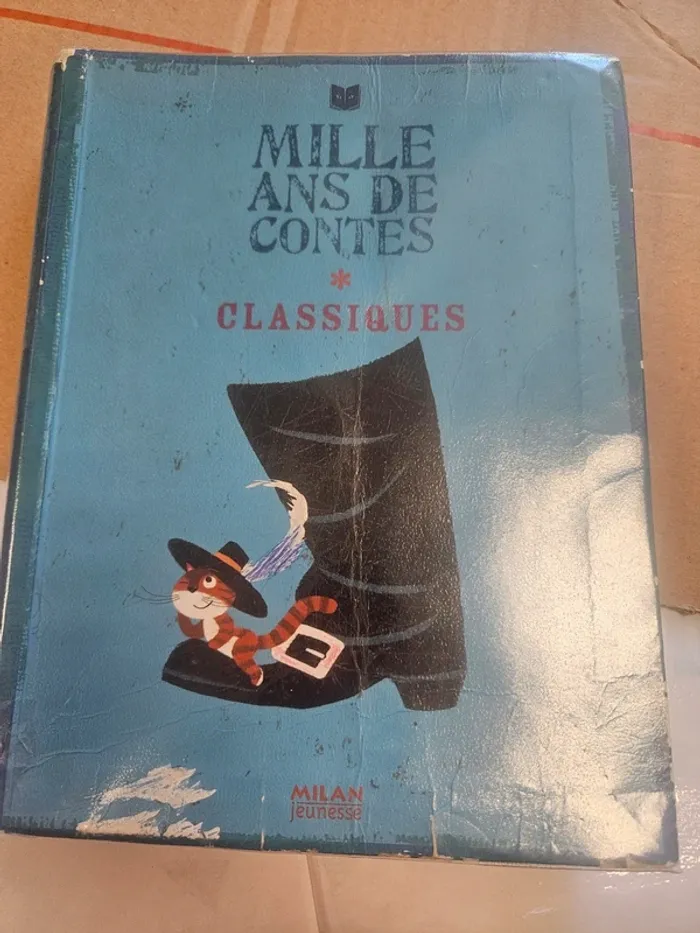 MILLE
ANS DE
CONTES
*
CLASSIQUES
MILAN
jeunesse